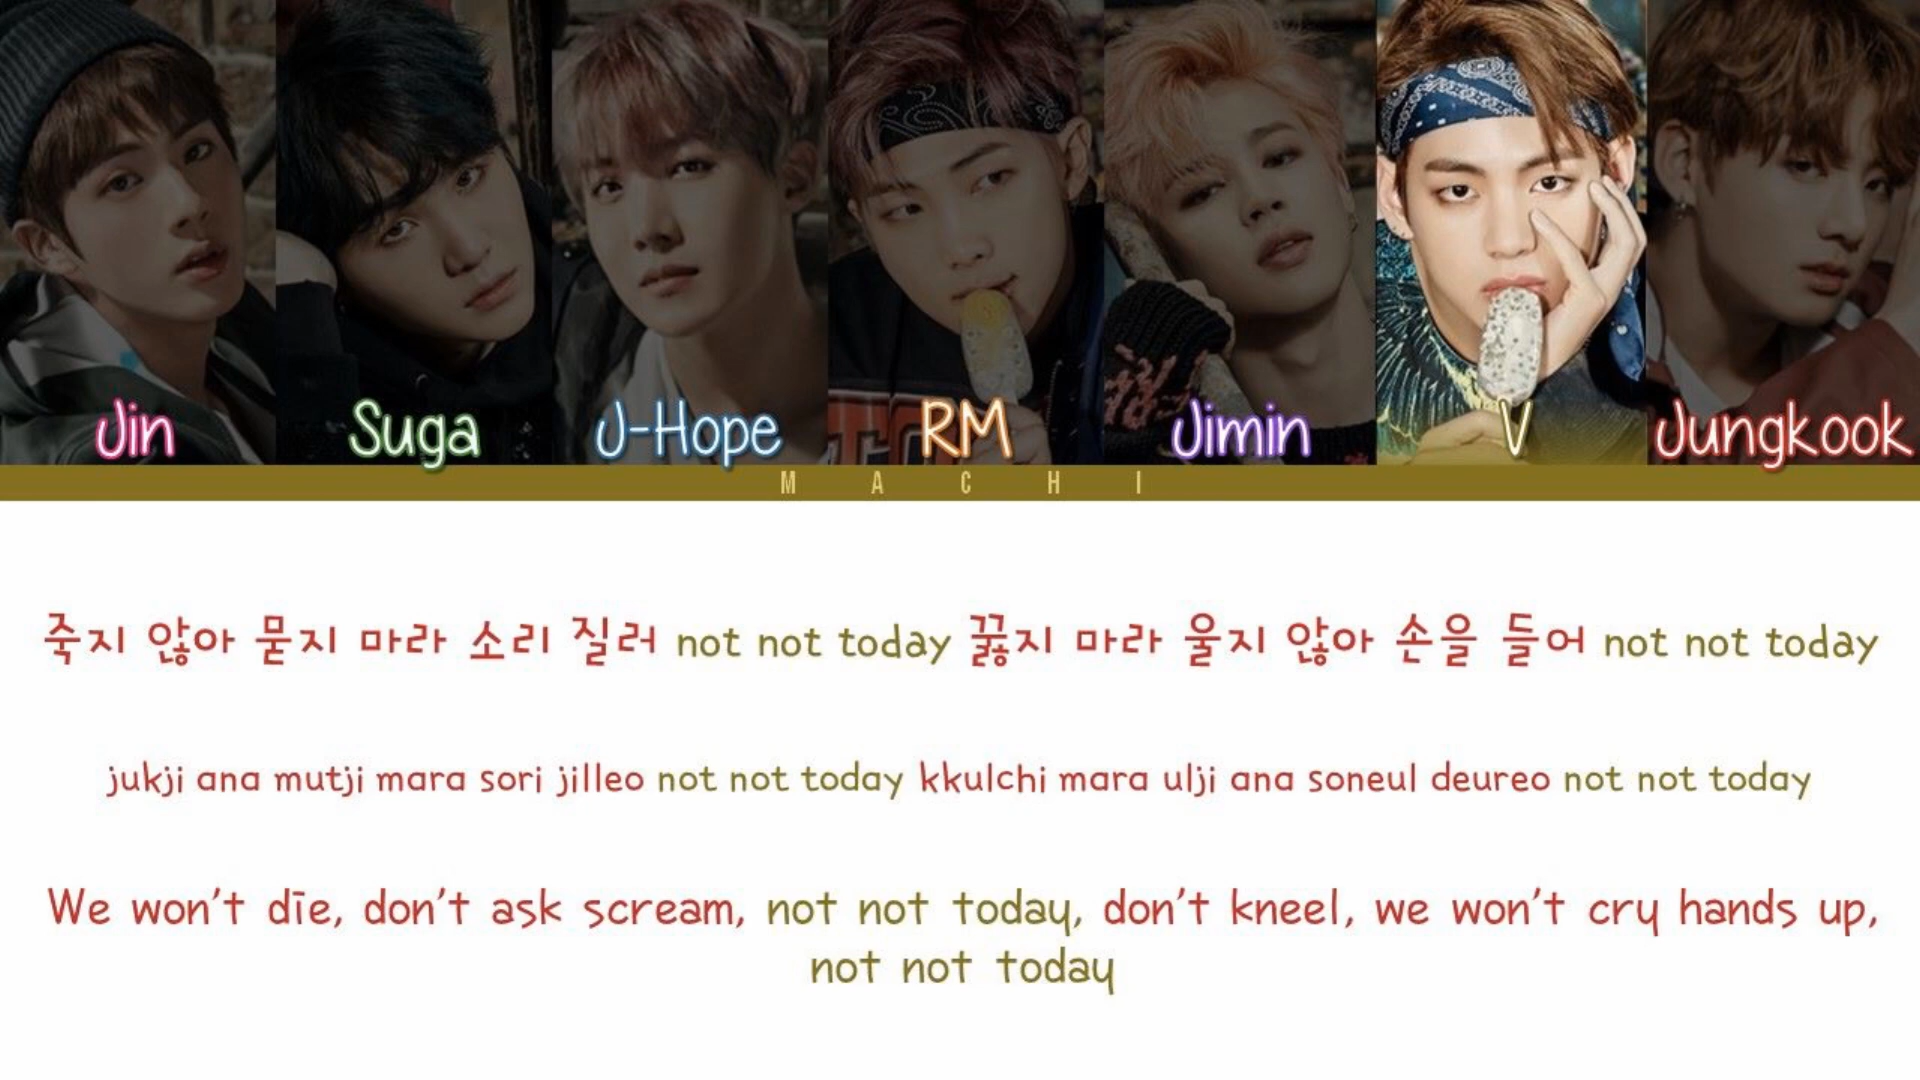 Jin Suga J-Hope RM Jimin V Jungkook
MACHI
죽지 않아 묻지 마라 소리 질러 not not today 꿇지 마라 울지 않아 손을 들어 not not today
jukji ana mutji mara sori jilleo not not today kkulchi mara ulji ana soneul deureo not not today
We won't die, don't ask scream, not not today, don't kneel, we won't cry hands up,
not not today